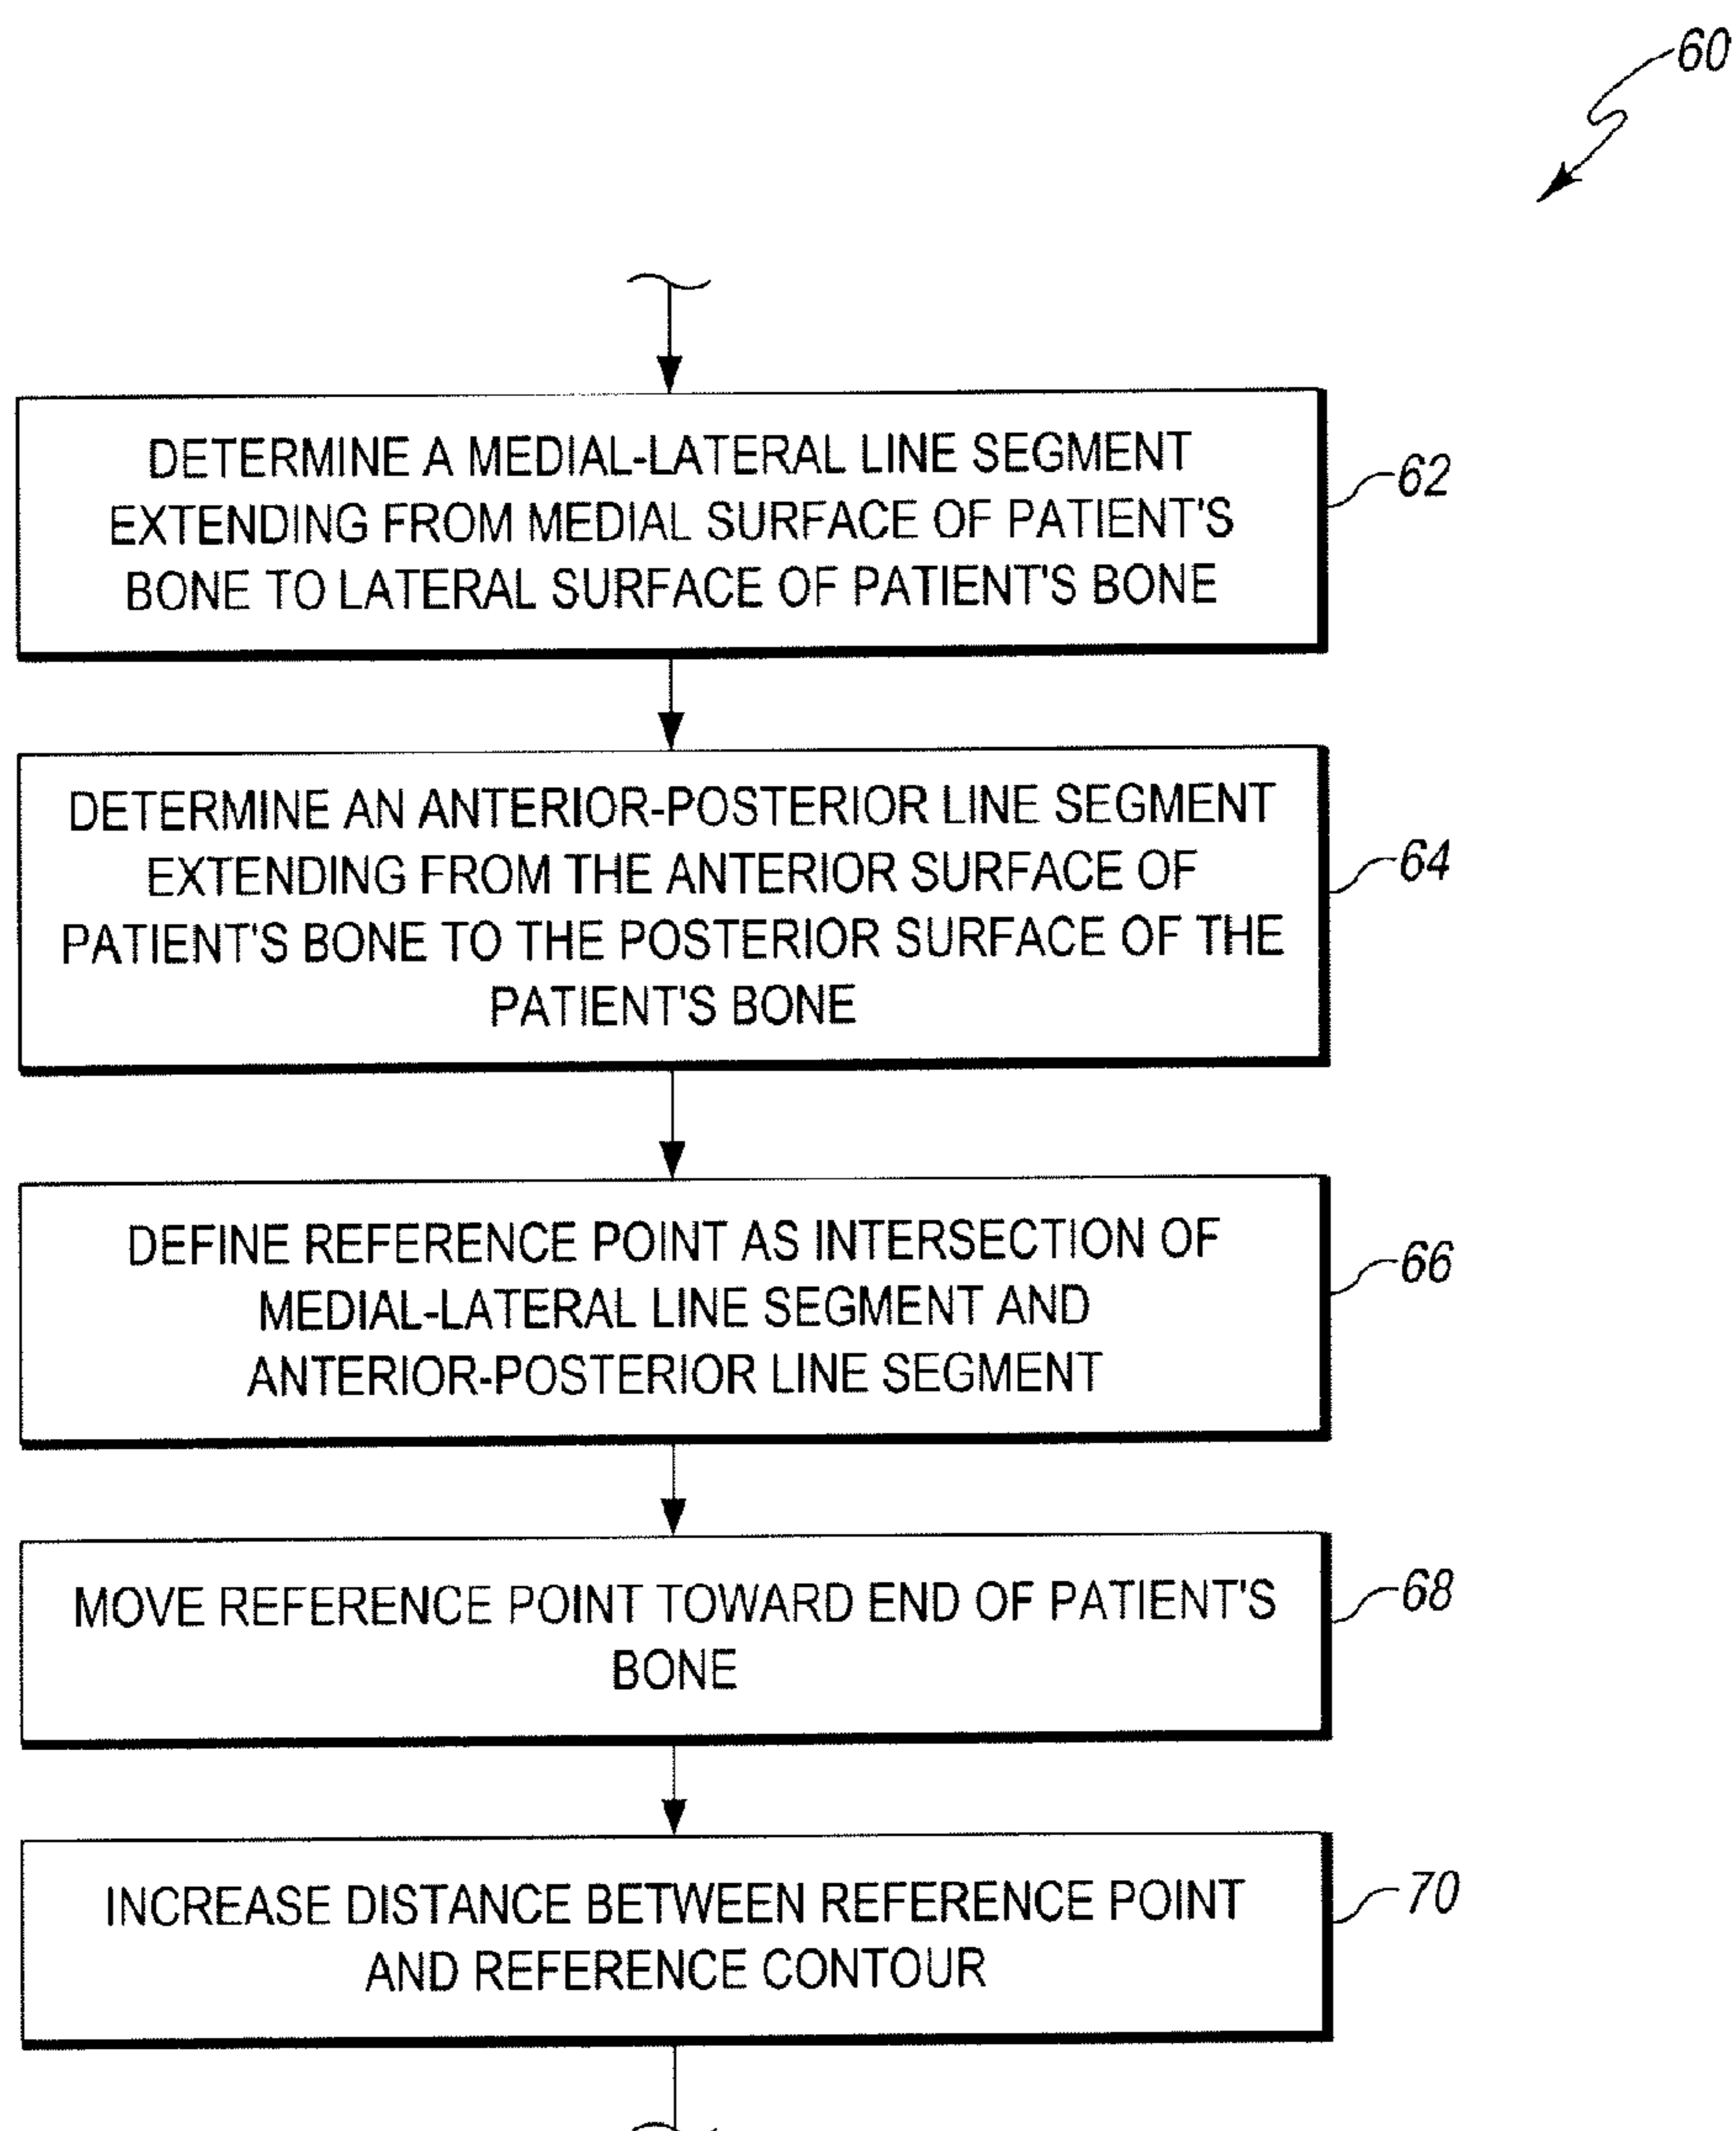 60
DETERMINE A MEDIAL-LATERAL LINE SEGMENT
EXTENDING FROM MEDIAL SURFACE OF PATIENT'S
BONE TO LATERAL SURFACE OF PATIENT'S BONE
62
DETERMINE AN ANTERIOR-POSTERIOR LINE SEGMENT
EXTENDING FROM THE ANTERIOR SURFACE OF
PATIENT'S BONE TO THE POSTERIOR SURFACE OF THE
PATIENT'S BONE
64
DEFINE REFERENCE POINT AS INTERSECTION OF
MEDIAL-LATERAL LINE SEGMENT AND
ANTERIOR-POSTERIOR LINE SEGMENT
66
MOVE REFERENCE POINT TOWARD END OF PATIENT'S
BONE
68
INCREASE DISTANCE BETWEEN REFERENCE POINT
AND REFERENCE CONTOUR
70